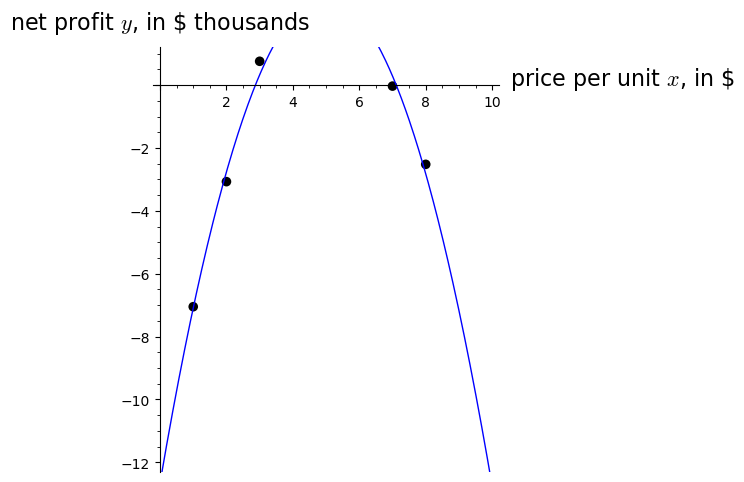 net profit y, in $ thousands
price per unit x, in $
2 4 6 8 10
−2
−4
−6
−8
−10
−12